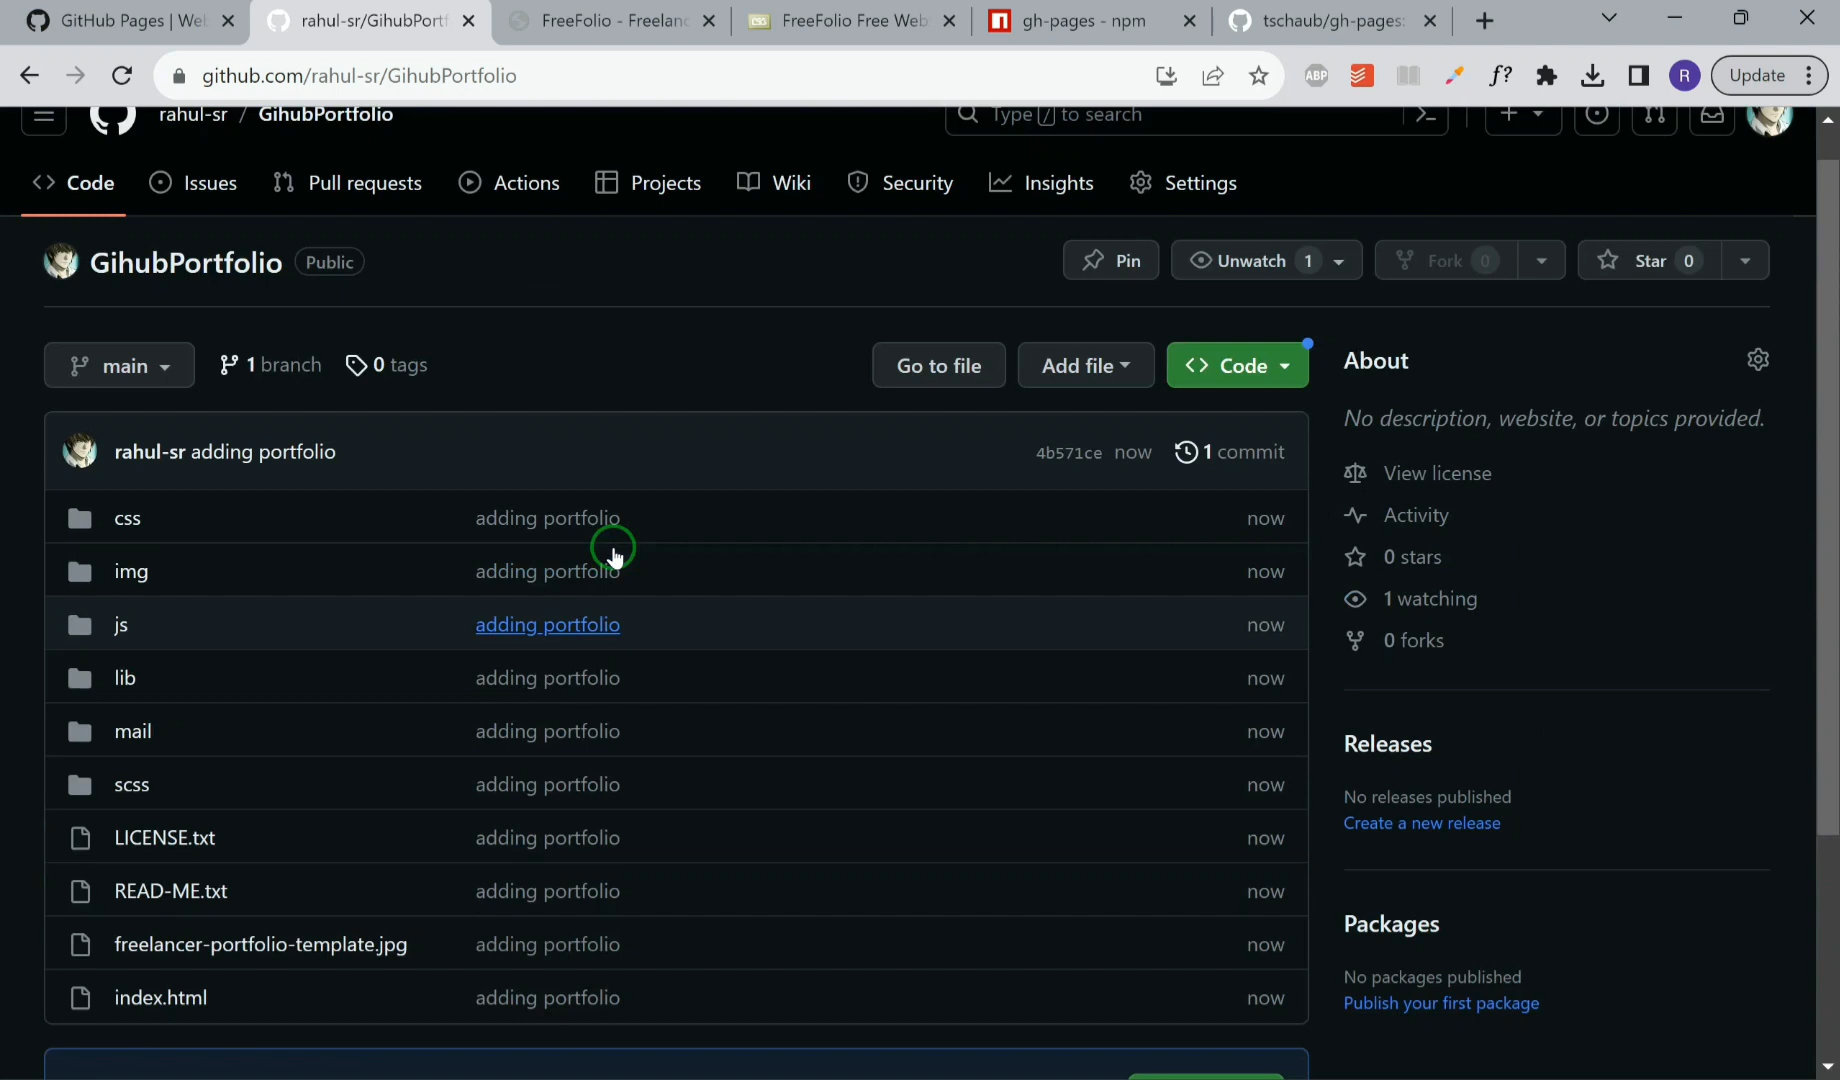 GitHub Pages | We
rahul-sr/GihubPortf
FreeFolio - Freelanc
FreeFolio Free Web
gh-pages - npm
tschaub/gh-pages:
github.com/rahul-sr/GihubPortfolio
ABP
f?
R
Update
rahul-sr / GihubPortfolio
Type / to search
Code
Issues
Pull requests
Actions
Projects
Wiki
Security
Insights
Settings
GihubPortfolio Public
Pin
Unwatch 1
Fork 0
Star 0
main
1 branch
0 tags
Go to file
Add file
Code
About
No description, website, or topics provided.
rahul-sr adding portfolio 4b571ce now 1 commit
View license
css adding portfolio now
Activity
img adding portfolio now
0 stars
js adding portfolio now
1 watching
0 forks
lib adding portfolio now
mail adding portfolio now
Releases
scss adding portfolio now
No releases published
Create a new release
LICENSE.txt adding portfolio now
READ-ME.txt adding portfolio now
Packages
freelancer-portfolio-template.jpg adding portfolio now
No packages published
Publish your first package
index.html adding portfolio now